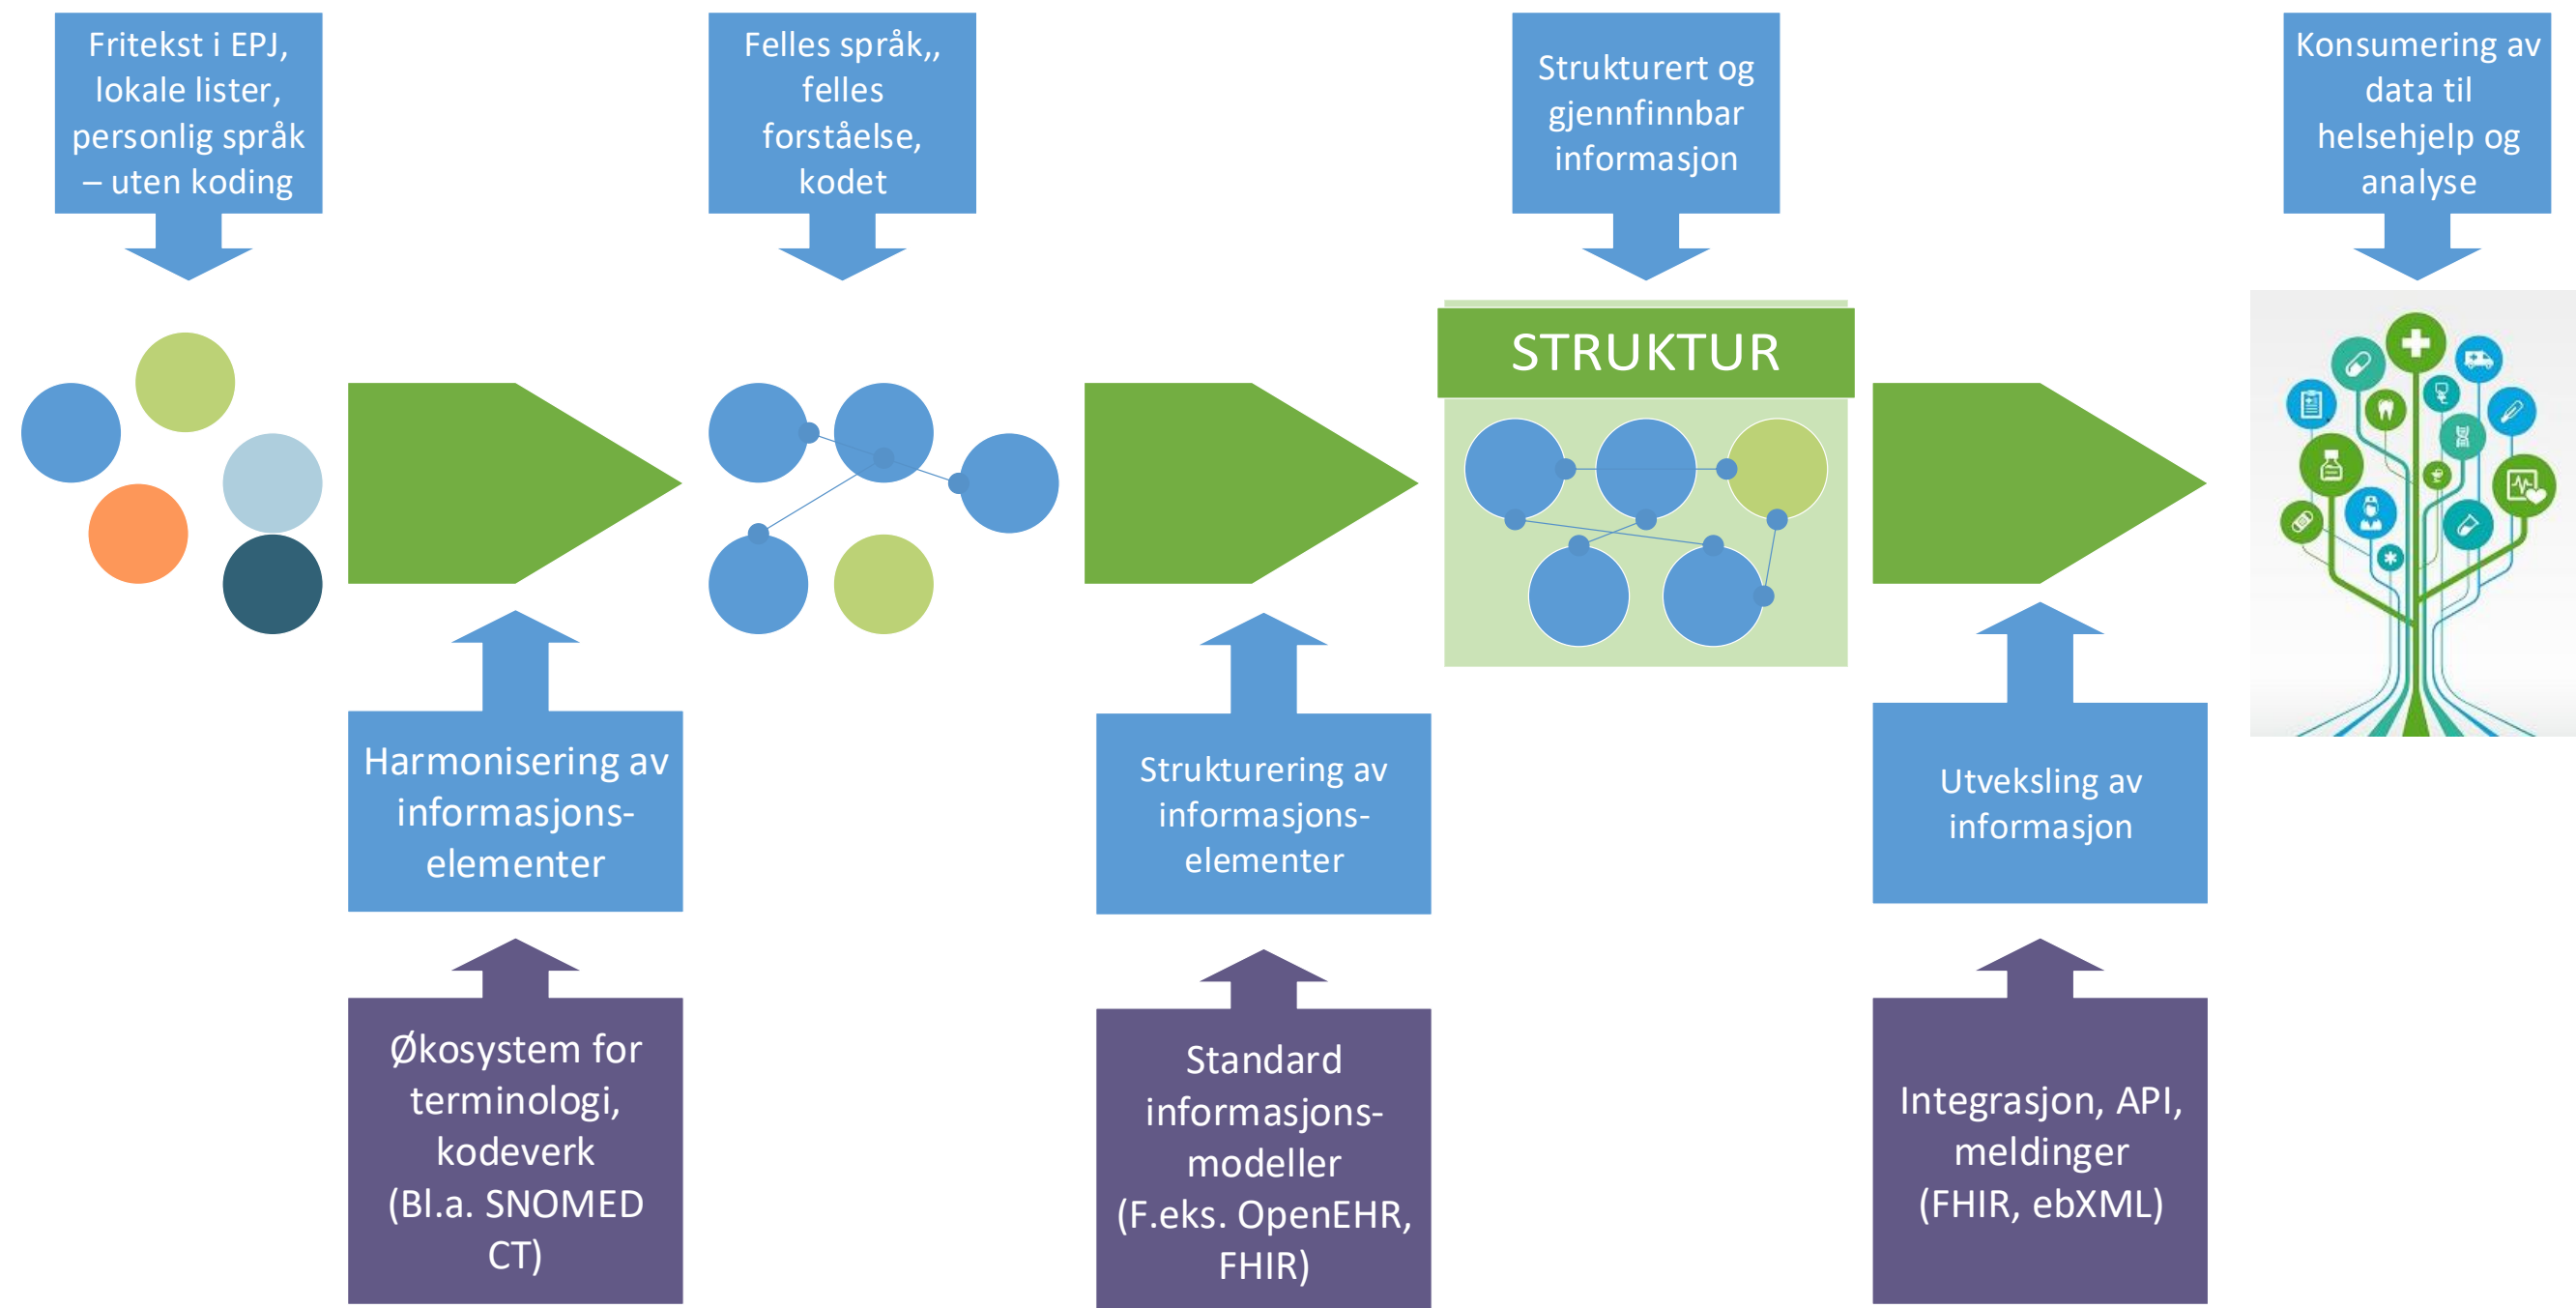 Fritekst i EPJ,
lokale lister,
personlig språk
– uten koding
Felles språk,,
felles
forståelse,
kodet
Strukturert og
gjennfinnbar
informasjon
Konsumering av
data til
helsehjelp og
analyse
STRUKTUR
Harmonisering av
informasjons-
elementer
Strukturering av
informasjons-
elementer
Utveksling av
informasjon
Økosystem for
terminologi,
kodeverk
(Bl.a. SNOMED
CT)
Standard
informasjons-
modeller
(F.eks. OpenEHR,
FHIR)
Integrasjon, API,
meldinger
(FHIR, ebXML)